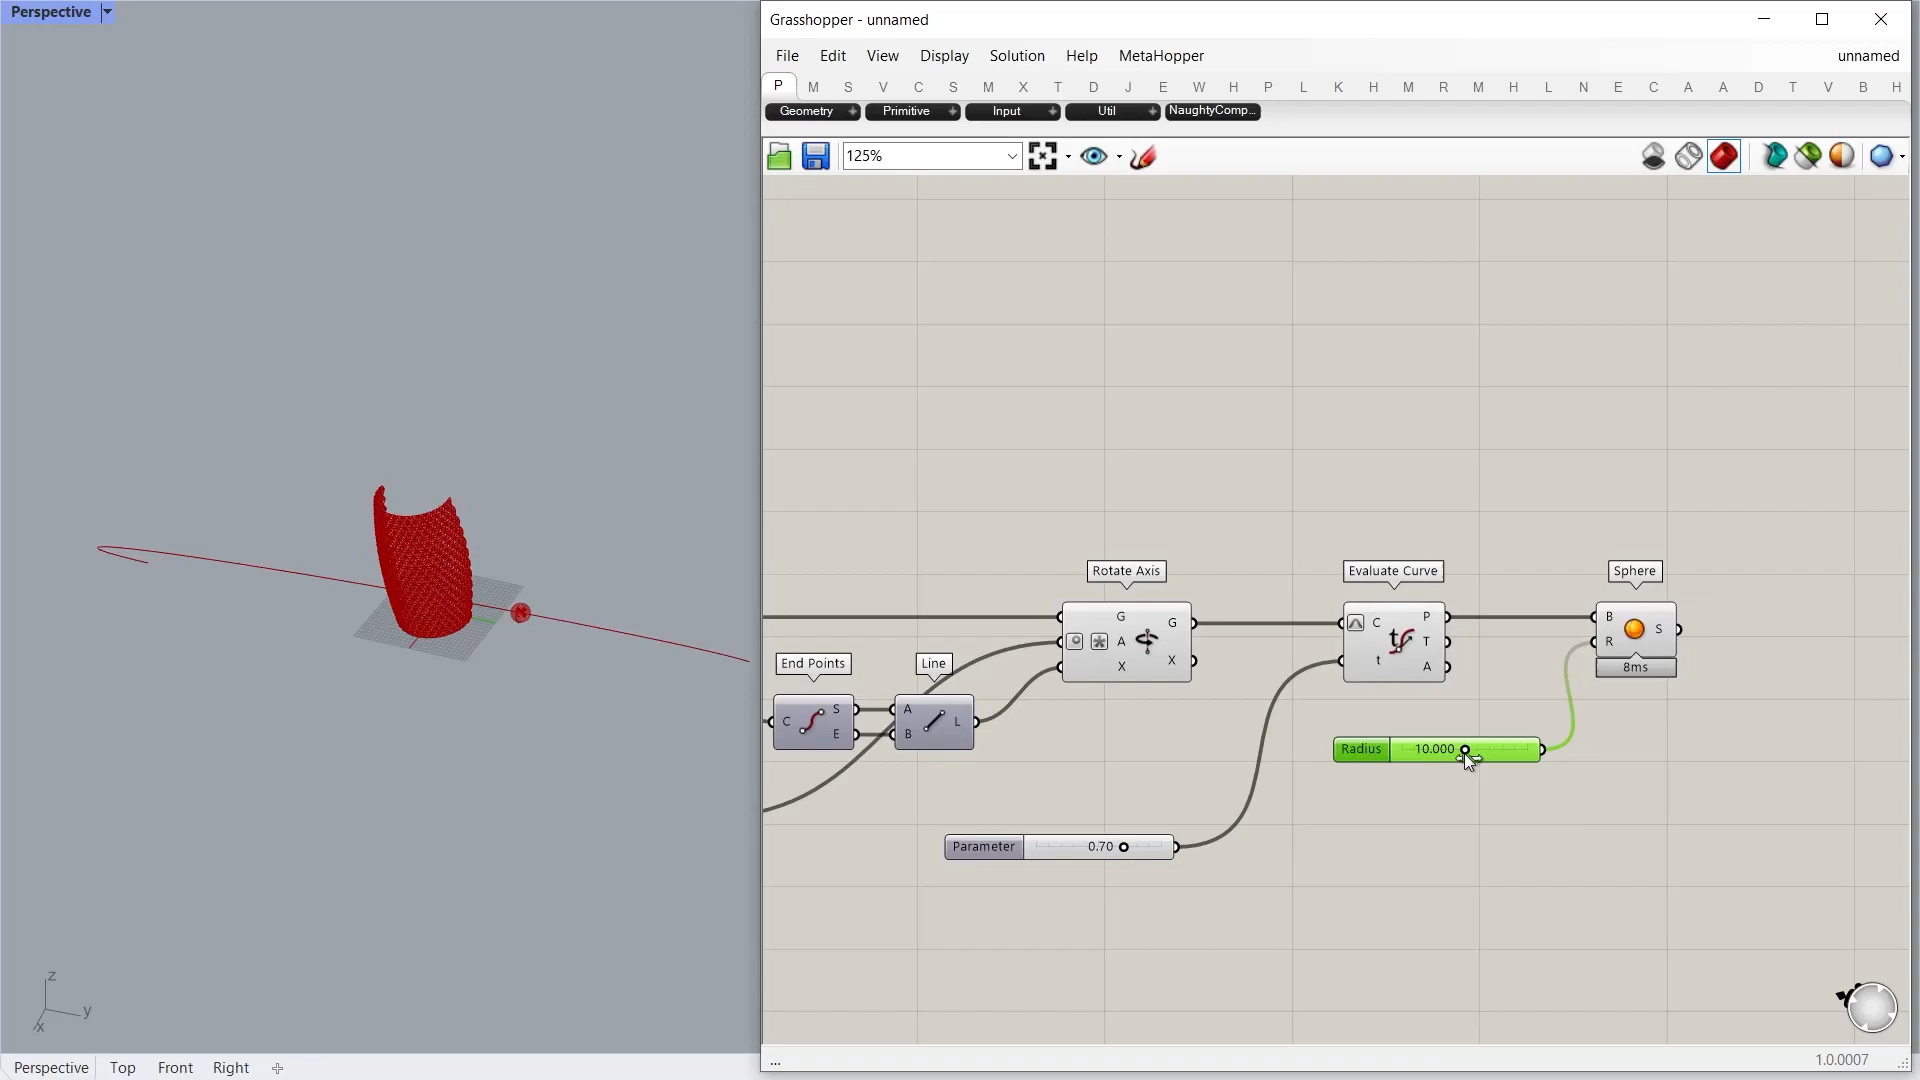 Perspective
Grasshopper - unnamed
File Edit View Display Solution Help MetaHopper unnamed
P M S V C S M X T D J E W H P L K H M R M H L N E C A A D T V B H
Geometry Primitive Input Util NaughtyComp...
125%
Rotate Axis Evaluate Curve Sphere
G A X G X
C t P T A
B R S
8ms
End Points Line
C S E
A B L
Radius 10.000
Parameter 0.70
z
y
x
Perspective Top Front Right
... 1.0.0007